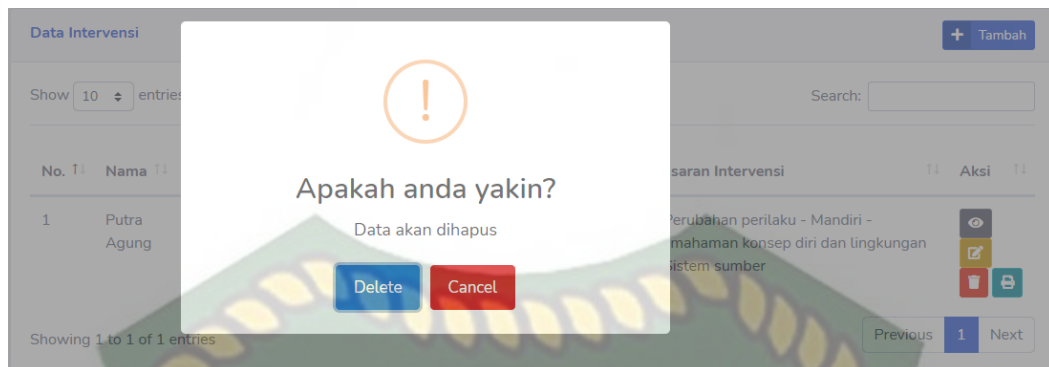 Data Intervensi
+ Tambah
Show 10 entries
Search:
No. Nama
saran Intervensi
Aksi
1
Putra
Agung
Perubahan perilaku - Mandiri -
mahaman konsep diri dan lingkungan
Sistem sumber
!
Apakah anda yakin?
Data akan dihapus
Delete
Cancel
Showing 1 to 1 of 1 entries
Previous 1 Next